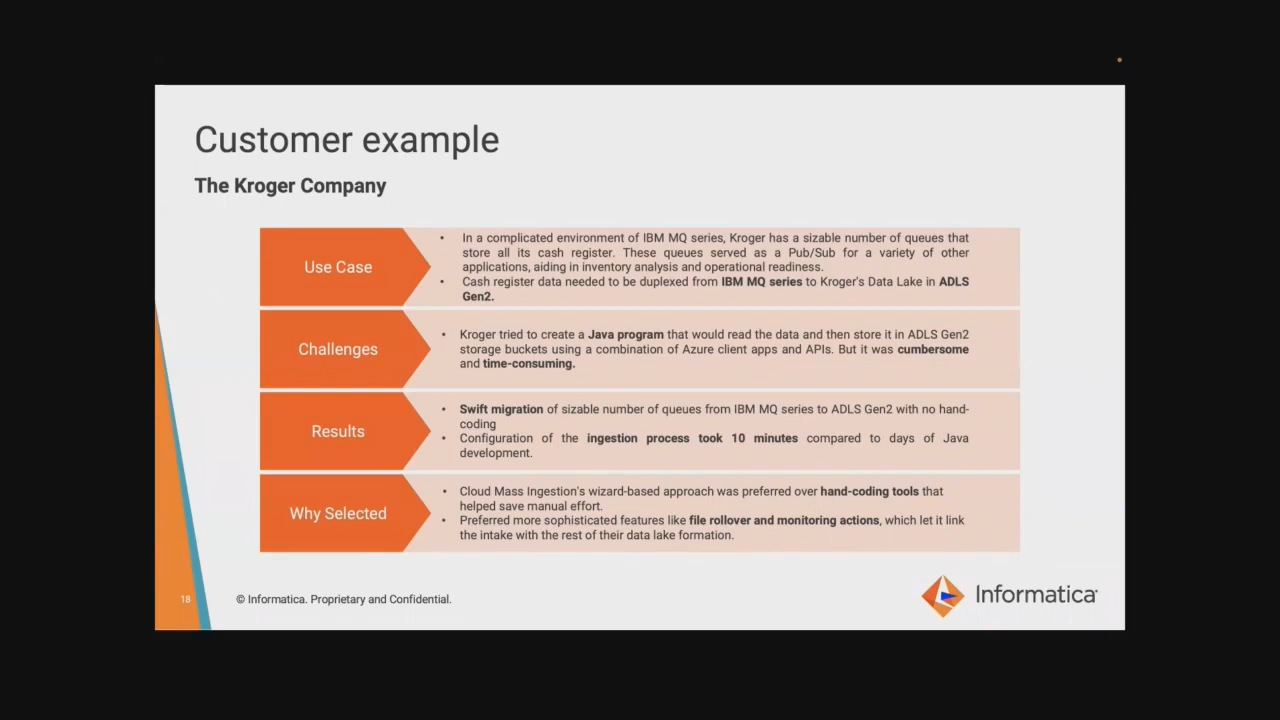 Customer example
The Kroger Company
Use Case
• In a complicated environment of IBM MQ series, Kroger has a sizable number of queues that
store all its cash register. These queues served as a Pub/Sub for a variety of other
applications, aiding in inventory analysis and operational readiness.
• Cash register data needed to be duplexed from IBM MQ series to Kroger's Data Lake in ADLS
Gen2.
Challenges
• Kroger tried to create a Java program that would read the data and then store it in ADLS Gen2
storage buckets using a combination of Azure client apps and APIs. But it was cumbersome
and time-consuming.
Results
• Swift migration of sizable number of queues from IBM MQ series to ADLS Gen2 with no hand-
coding
• Configuration of the ingestion process took 10 minutes compared to days of Java
development.
Why Selected
• Cloud Mass Ingestion's wizard-based approach was preferred over hand-coding tools that
helped save manual effort.
• Preferred more sophisticated features like file rollover and monitoring actions, which let it link
the intake with the rest of their data lake formation.
18
© Informatica. Proprietary and Confidential.
Informatica